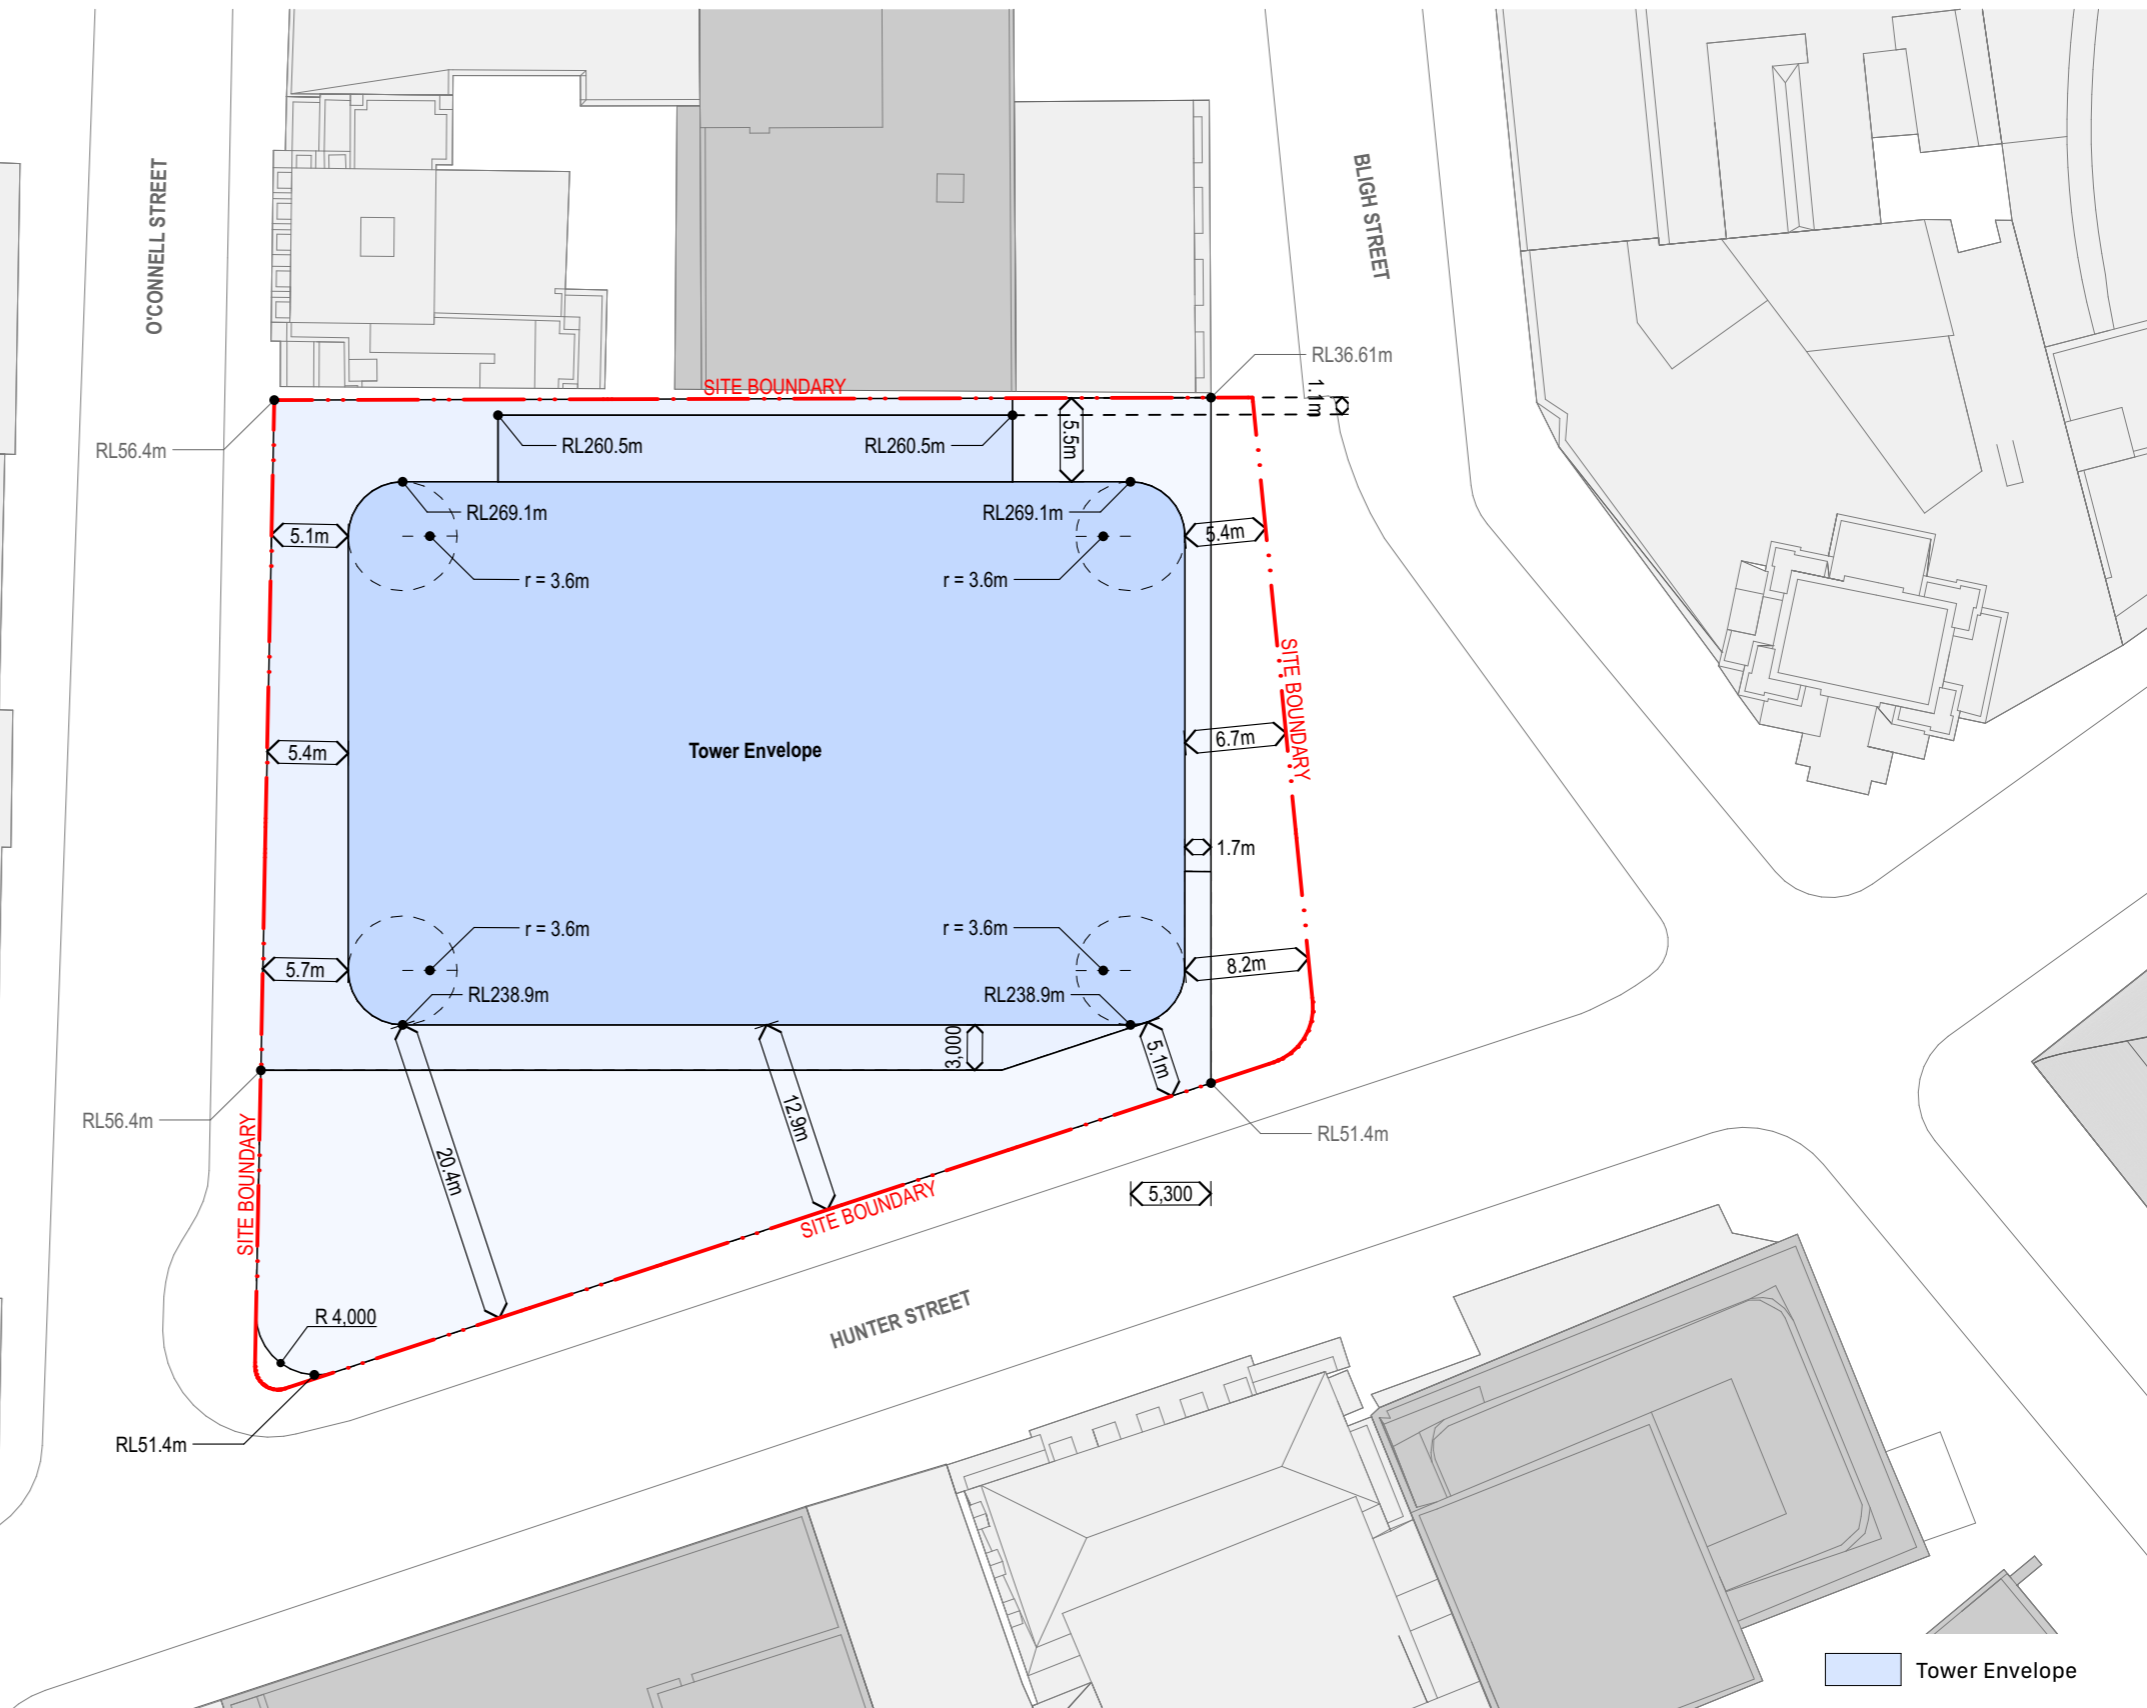 O'CONNELL STREET
BLIGH STREET
RL36.61m
SITE BOUNDARY
1.1m
RL56.4m
RL260.5m
RL260.5m
5.5m
RL269.1m
RL269.1m
5.1m
5.4m
r = 3.6m
r = 3.6m
SITE BOUNDARY
5.4m
Tower Envelope
6.7m
1.7m
r = 3.6m
r = 3.6m
5.7m
8.2m
RL238.9m
RL238.9m
3,000
5.1m
RL56.4m
12.9m
RL51.4m
20.4m
SITE BOUNDARY
SITE BOUNDARY
5,300
R 4,000
HUNTER STREET
RL51.4m
Tower Envelope